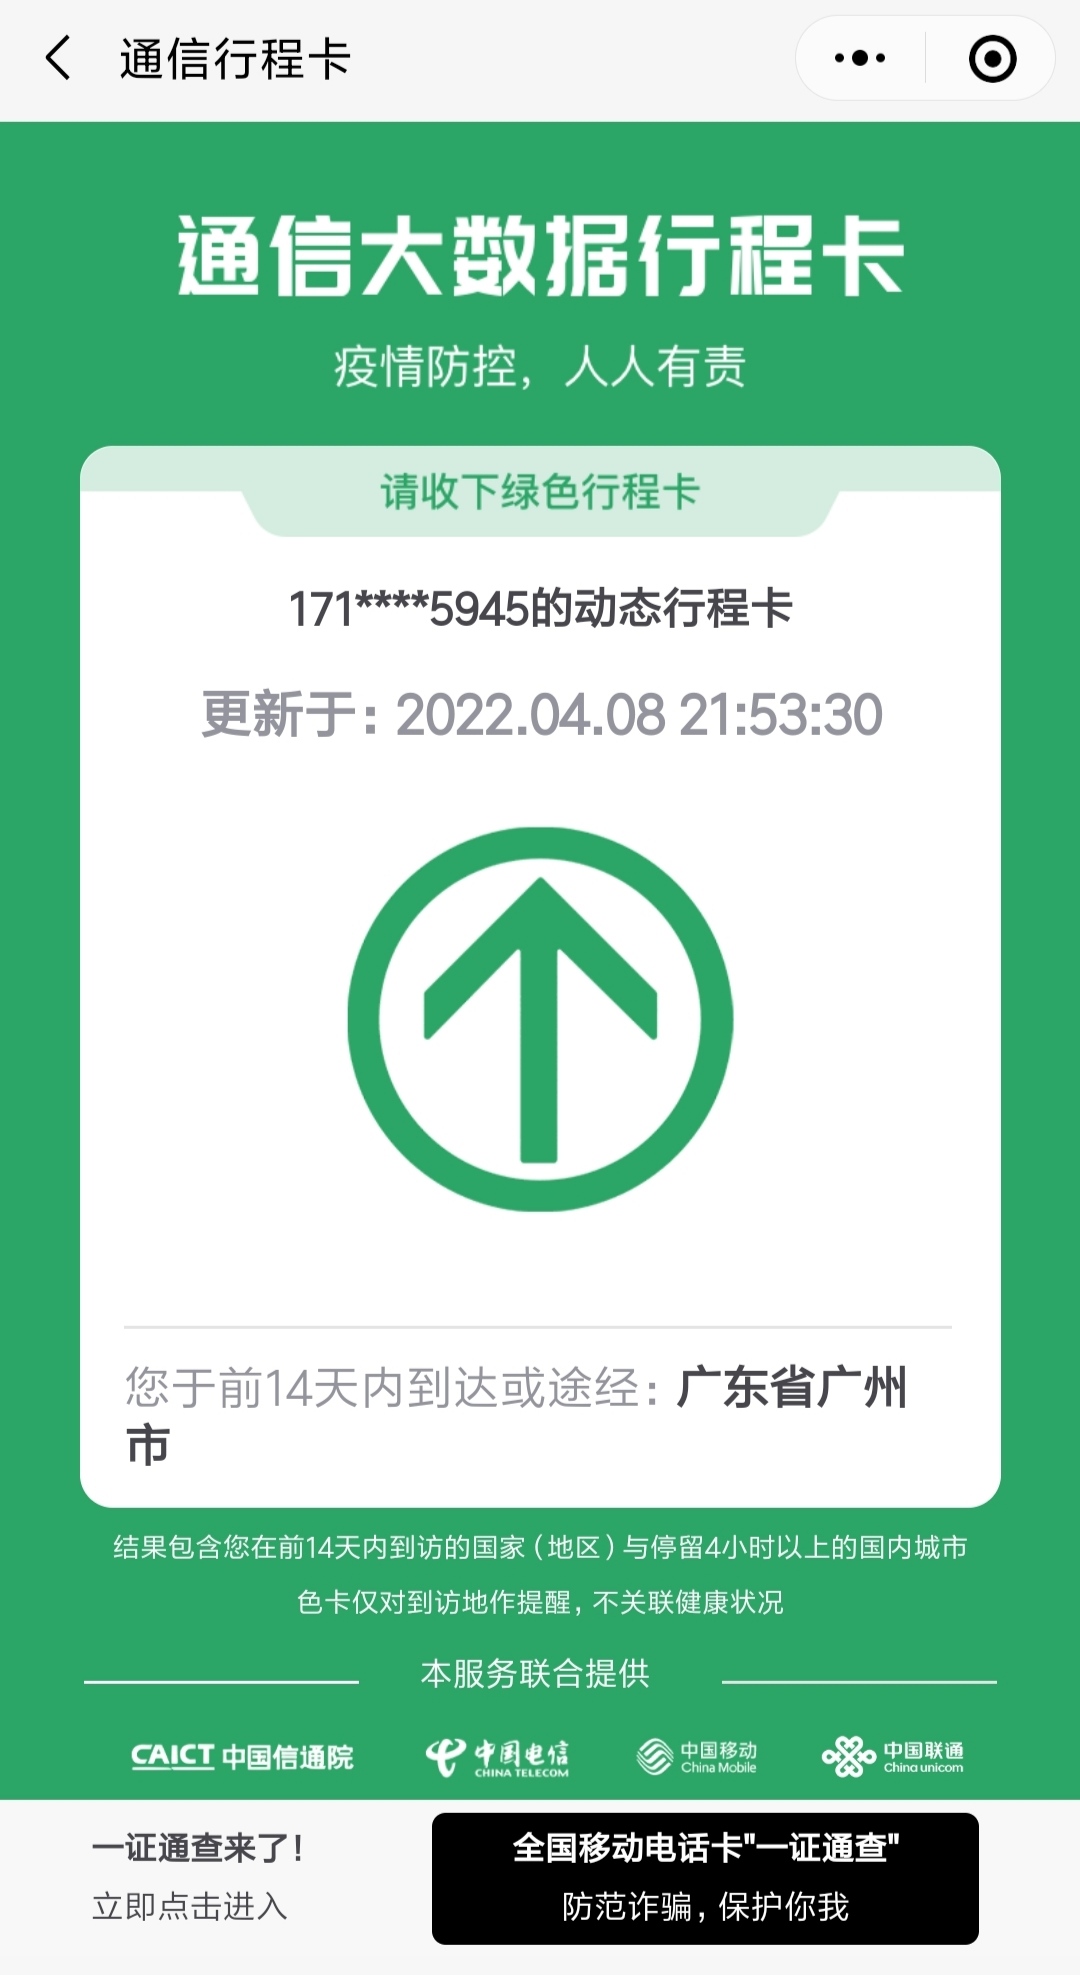 通信行程卡
通信大数据行程卡
疫情防控，人人有责
请收下绿色行程卡
171****5945的动态行程卡
更新于：2022.04.08 21:53:30
您于前14天内到达或途经：广东省广州
市
结果包含您在前14天内到访的国家（地区）与停留4小时以上的国内城市
色卡仅对到访地作提醒，不关联健康状况
本服务联合提供
CAICT 中国信通院
中国电信
CHINA TELECOM
中国移动
China Mobile
中国联通
China unicom
一证通查来了！
立即点击进入
全国移动电话卡"一证通查"
防范诈骗，保护你我